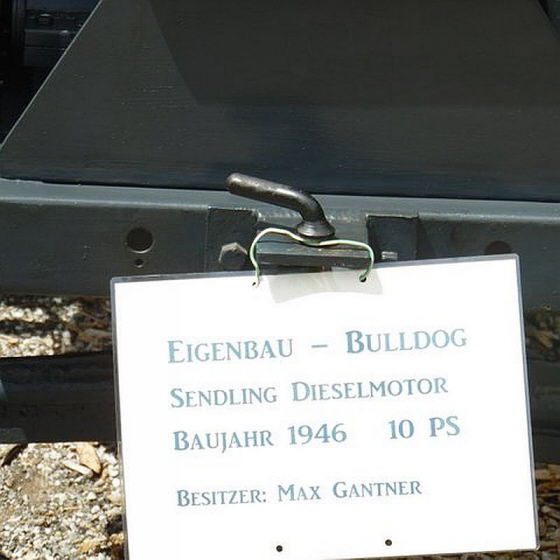 Eigenbau – Bulldog
Sendling Dieselmotor
Baujahr 1946 10 PS
Besitzer: Max Gantner